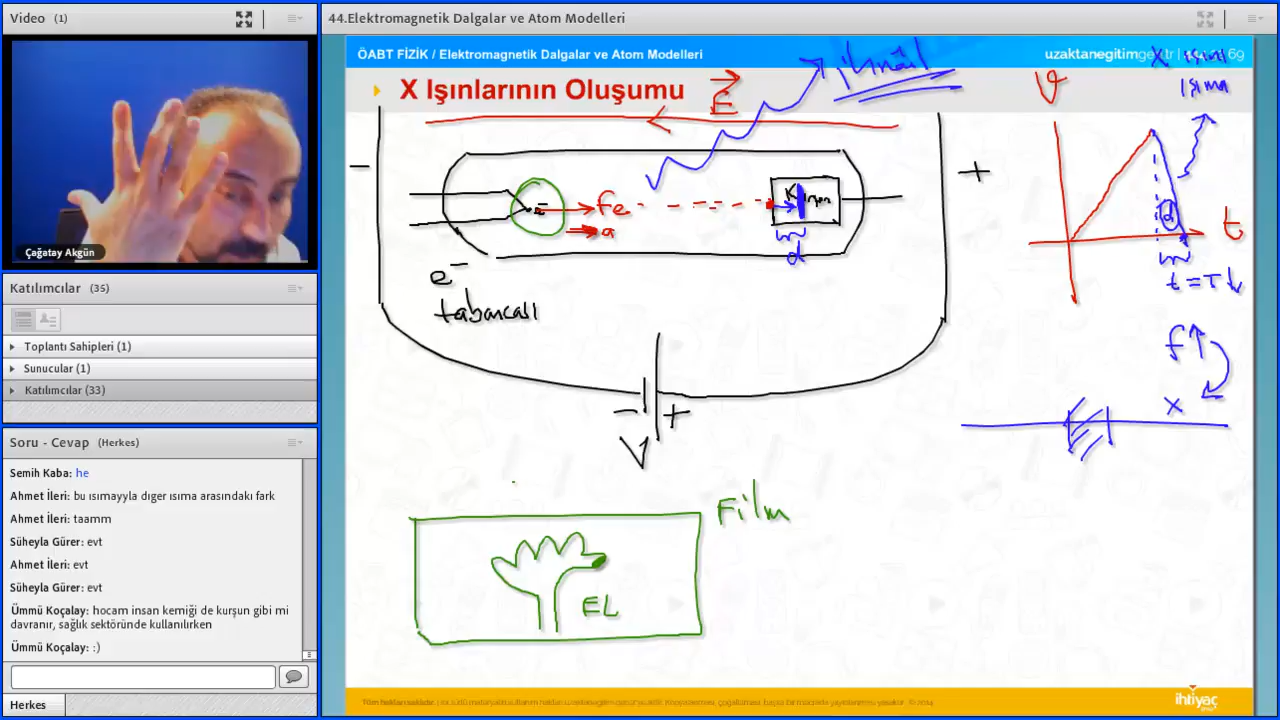 Video (1)
Çağatay Akgün
Katılımcılar (35)
Toplantı Sahipleri (1)
Sunucular (1)
Katılımcılar (33)
Soru - Cevap (Herkes)
Semih Kaba: he
Ahmet İleri: bu ısımayyla dıger ısıma arasındakı fark
Ahmet İleri: taamm
Süheyla Gürer: evt
Ahmet İleri: evt
Süheyla Gürer: evt
Ümmü Koçalay: hocam insan kemiği de kurşun gibi mi
davranır, sağlık sektöründe kullanılırken
Ümmü Koçalay: :)
Herkes
44.Elektromagnetik Dalgalar ve Atom Modelleri
ÖABT FİZİK / Elektromagnetik Dalgalar ve Atom Modelleri
uzaktanegitim
X Işınlarının Oluşumu
E
X ışını
Işıma
ϑ
-
+
e-
Fe
a
Kurşun
d
e-
tabancası
d
t
t = T↓
f↑
X
- +
V
Film
EL
ihtiyaç